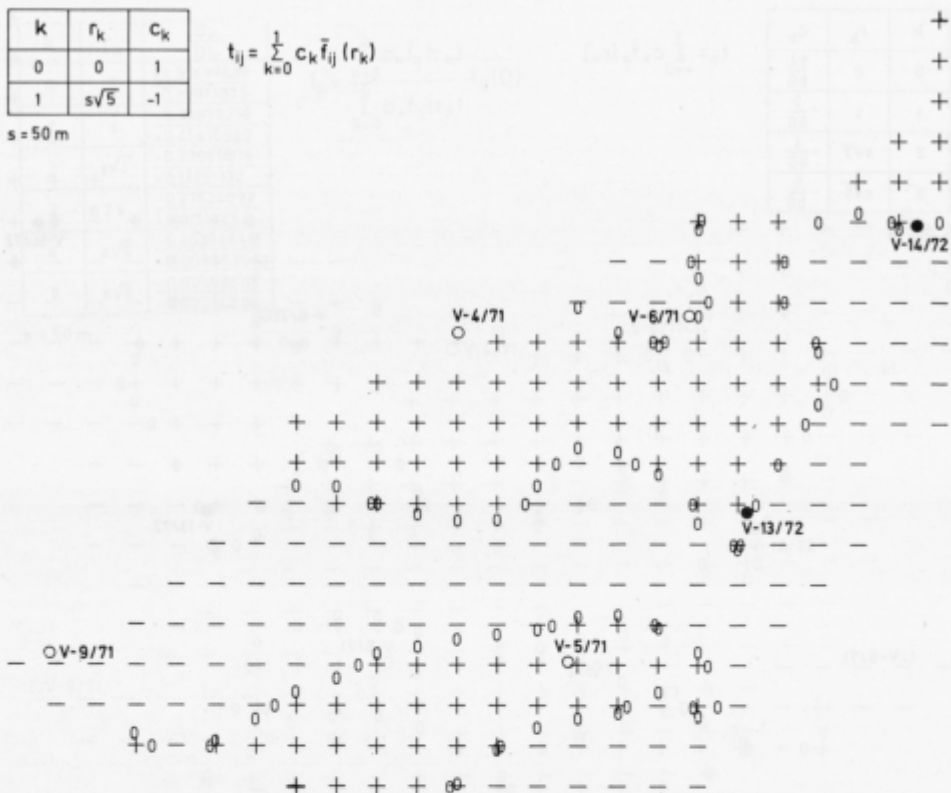 k r_k c_k
0 0 1
1 s√5 -1
s = 50 m
t_ij = Σ_{k=0}^{1} c_k f̄_ij (r_k)
V-14/72
V-4/71
V-6/71
V-13/72
V-9/71
V-5/71